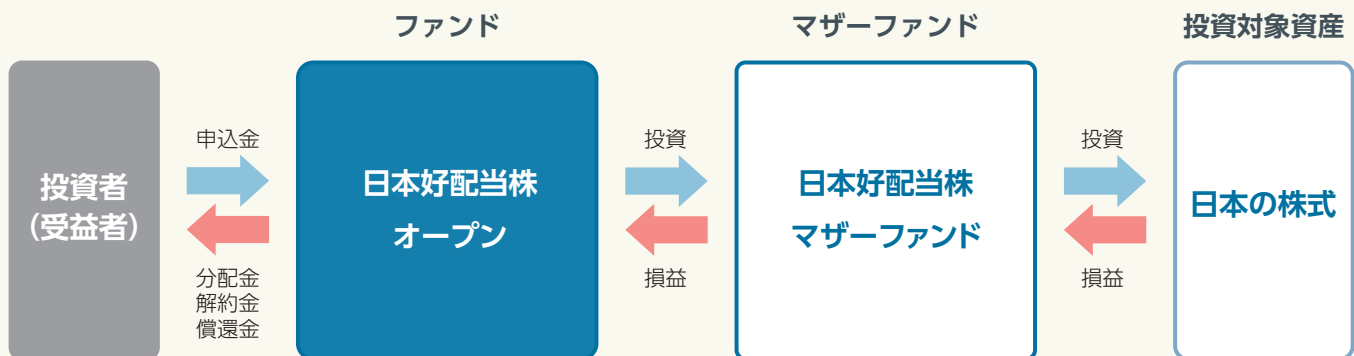 ファンド
マザーファンド
投資対象資産
投資者
(受益者)
申込金
分配金
解約金
償還金
日本好配当株
オープン
投資
損益
日本好配当株
マザーファンド
投資
損益
日本の株式